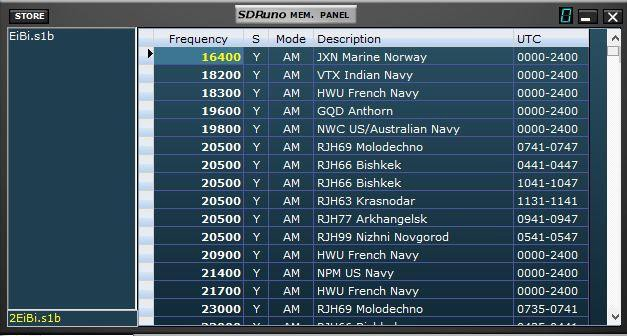 STORE SDRuno MEM. PANEL 0
EiBi.s1b
Frequency S Mode Description UTC
16400 Y AM JXN Marine Norway 0000-2400
18200 Y AM VTX Indian Navy 0000-2400
18300 Y AM HWU French Navy 0000-2400
19600 Y AM GQD Anthorn 0000-2400
19800 Y AM NWC US/Australian Navy 0000-2400
20500 Y AM RJH69 Molodechno 0741-0747
20500 Y AM RJH66 Bishkek 0441-0447
20500 Y AM RJH66 Bishkek 1041-1047
20500 Y AM RJH63 Krasnodar 1131-1141
20500 Y AM RJH77 Arkhangelsk 0941-0947
20500 Y AM RJH99 Nizhni Novgorod 0541-0547
20900 Y AM HWU French Navy 0000-2400
21400 Y AM NPM US Navy 0000-2400
21700 Y AM HWU French Navy 0000-2400
23000 Y AM RJH69 Molodechno 0735-0741
2EiBi.s1b